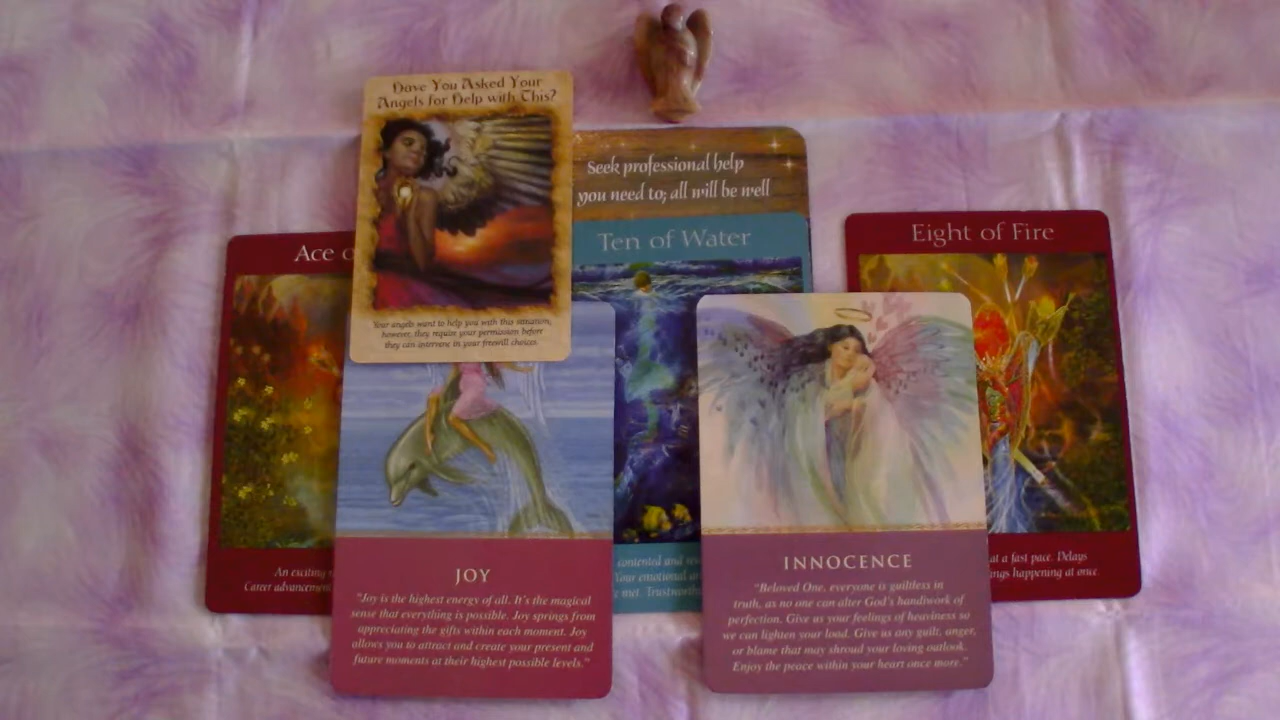 Have You Asked Your
Angels for Help with This?
Your angels want to help you with this situation,
however, they require your permission before
they can intervene in your freewill choices.
Seek professional help
you need to; all will be well
Ten of Water
Eight of Fire
Ace o
An exciting
Career advancement
JOY
"Joy is the highest energy of all. It's the magical
sense that everything is possible. Joy springs from
appreciating the gifts within each moment. Joy
allows you to attract and create your present and
future moments at their highest possible levels."
contented and
Your emotional
met. Trustworth
INNOCENCE
"Beloved One, everyone is guiltless in
truth, as no one can alter God's handiwork of
perfection. Give us your feelings of heaviness so
we can lighten your load. Give us any guilt, anger,
or blame that may shroud your loving outlook.
Enjoy the peace within your heart once more."
at a fast pace. Delays
ings happening at once.